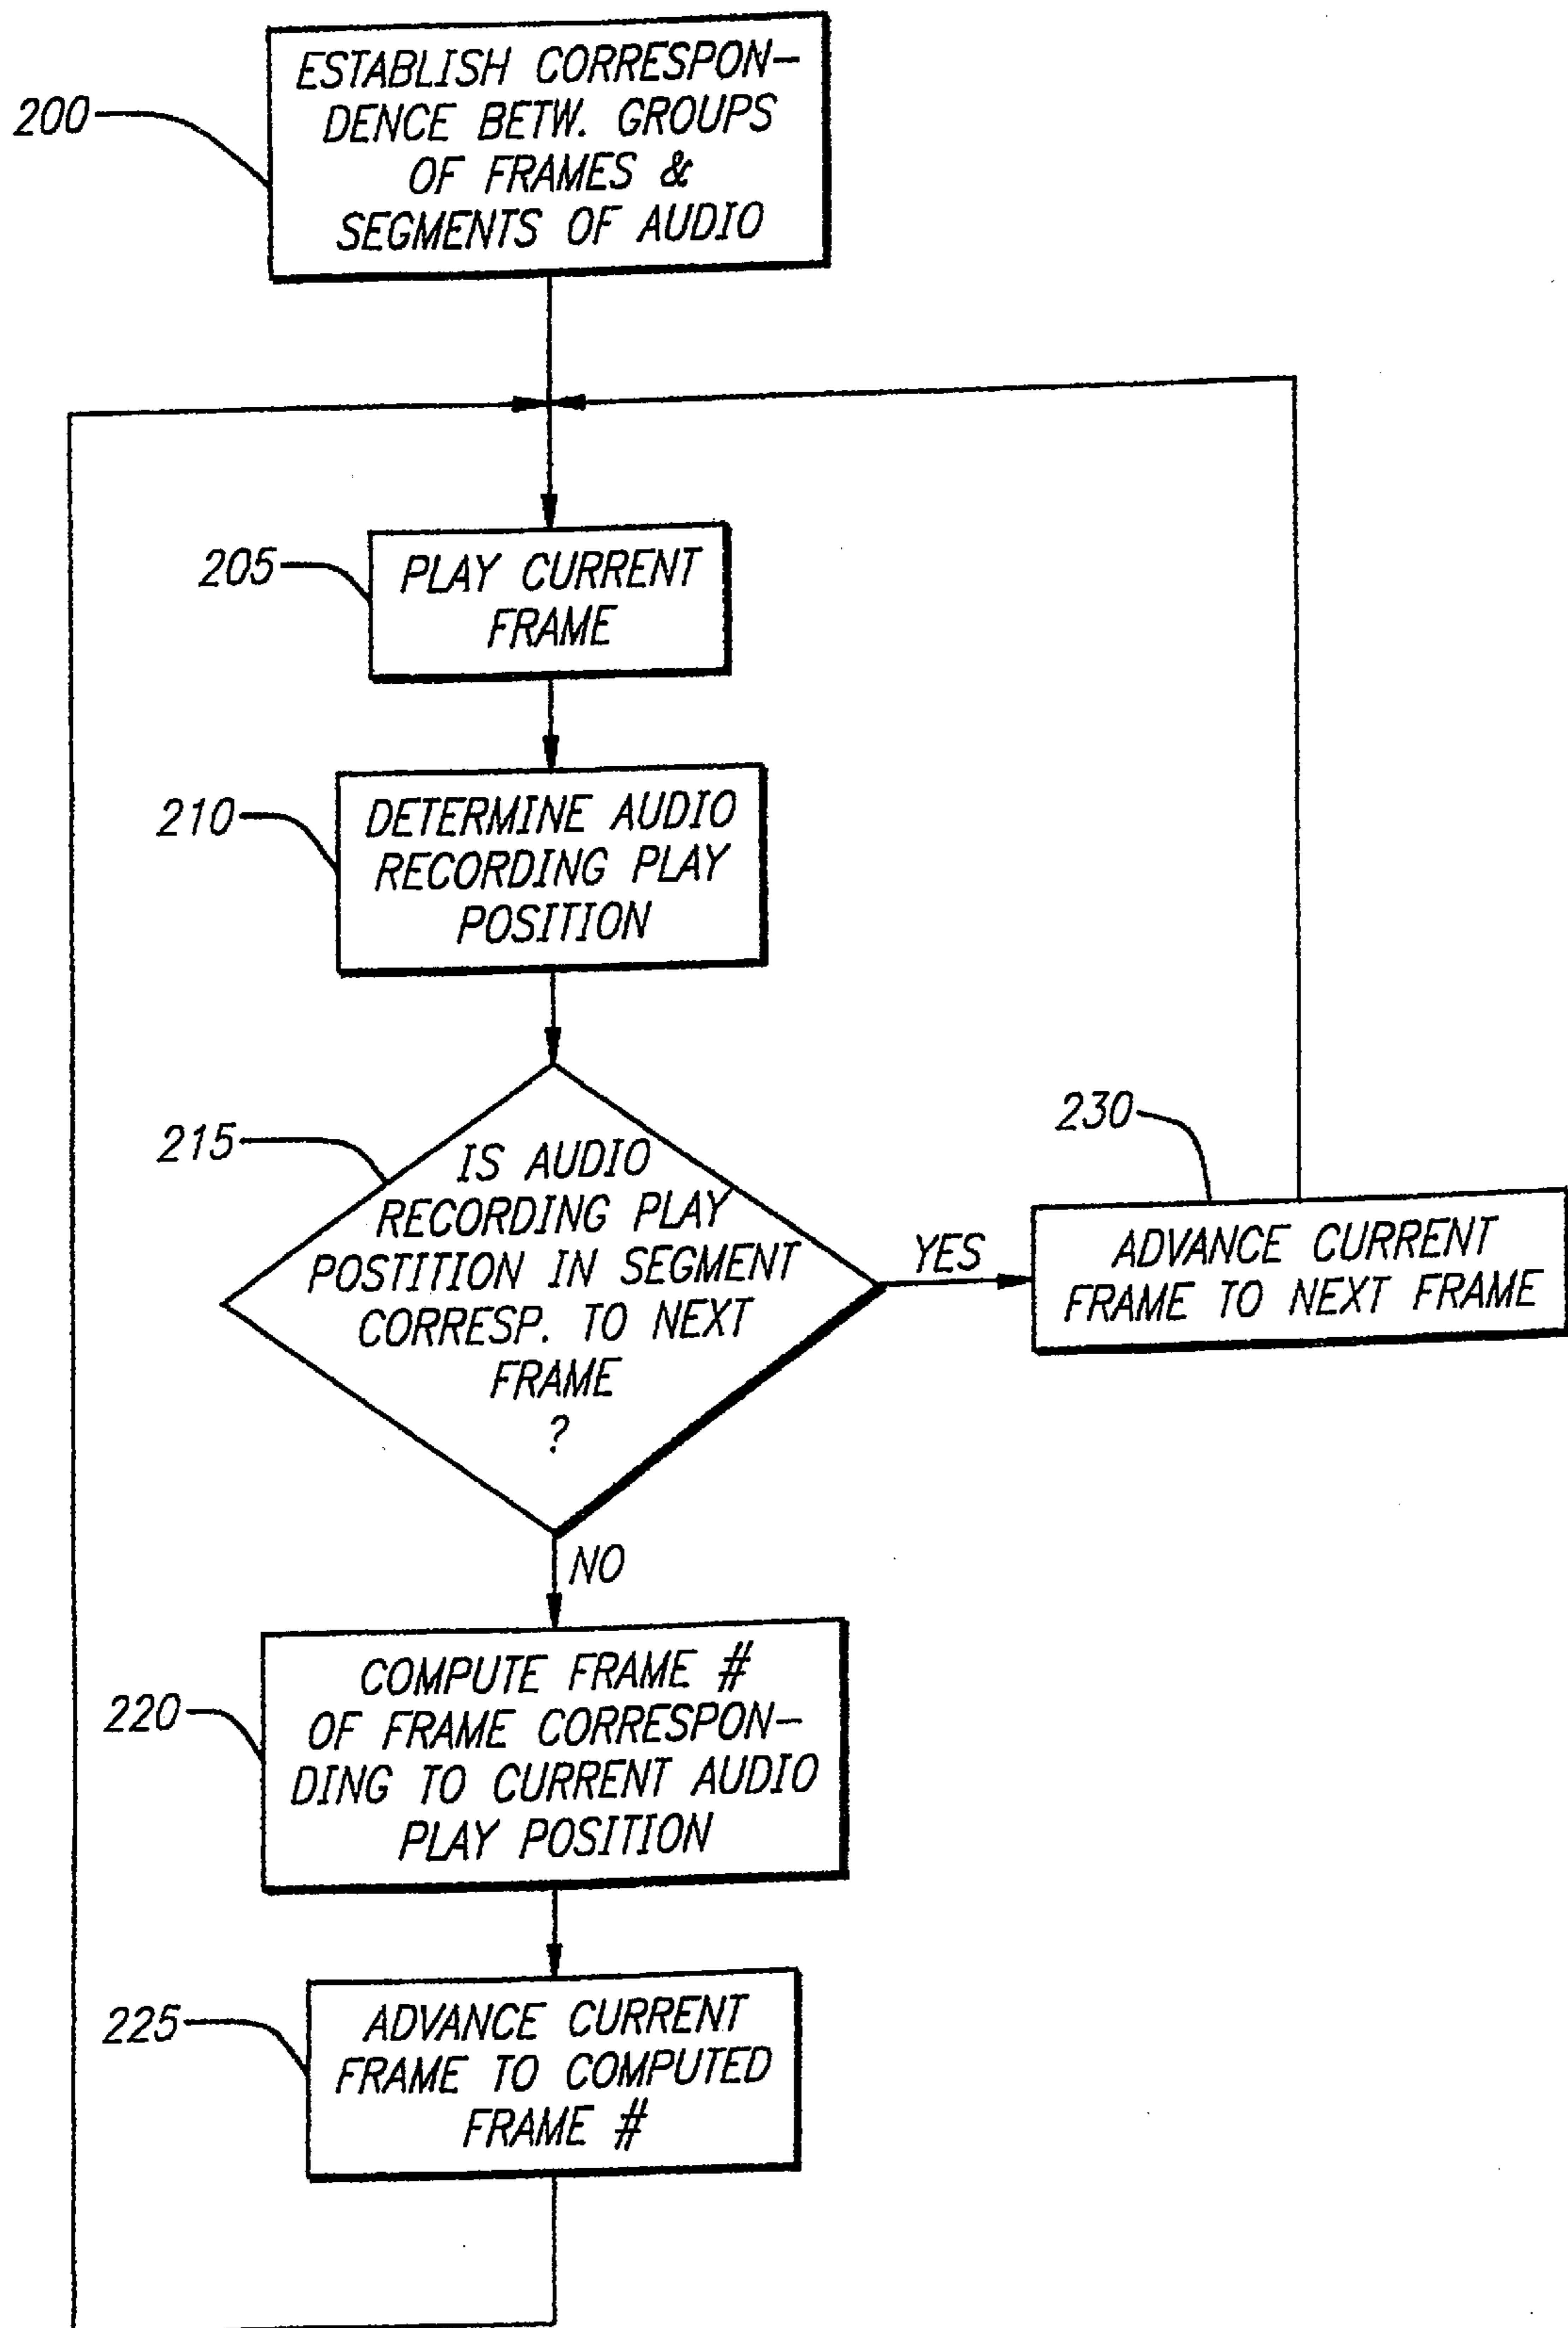 200
ESTABLISH CORRESPON-
DENCE BETW. GROUPS
OF FRAMES &
SEGMENTS OF AUDIO
205
PLAY CURRENT
FRAME
210
DETERMINE AUDIO
RECORDING PLAY
POSITION
215
IS AUDIO
RECORDING PLAY
POSTITION IN SEGMENT
CORRESP. TO NEXT
FRAME
?
YES
230
ADVANCE CURRENT
FRAME TO NEXT FRAME
NO
220
COMPUTE FRAME #
OF FRAME CORRESPON-
DING TO CURRENT AUDIO
PLAY POSITION
225
ADVANCE CURRENT
FRAME TO COMPUTED
FRAME #